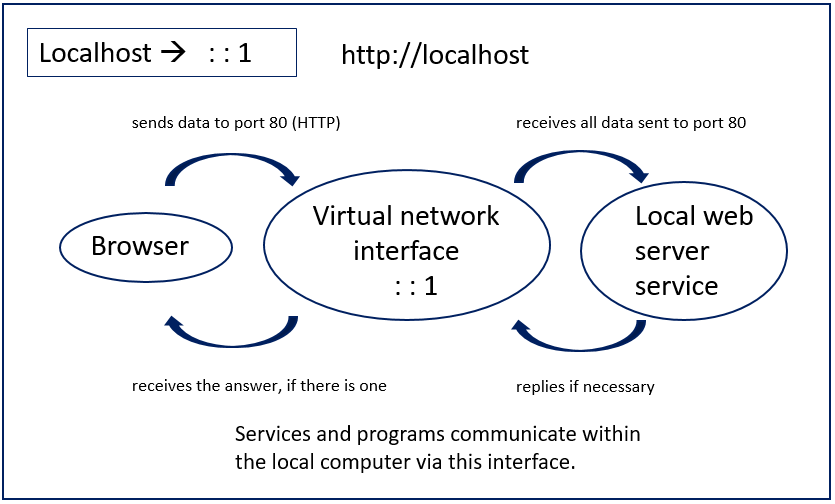 Localhost → : : 1
http://localhost
sends data to port 80 (HTTP)
receives all data sent to port 80
Browser
Virtual network
interface
: : 1
Local web
server
service
receives the answer, if there is one
replies if necessary
Services and programs communicate within
the local computer via this interface.